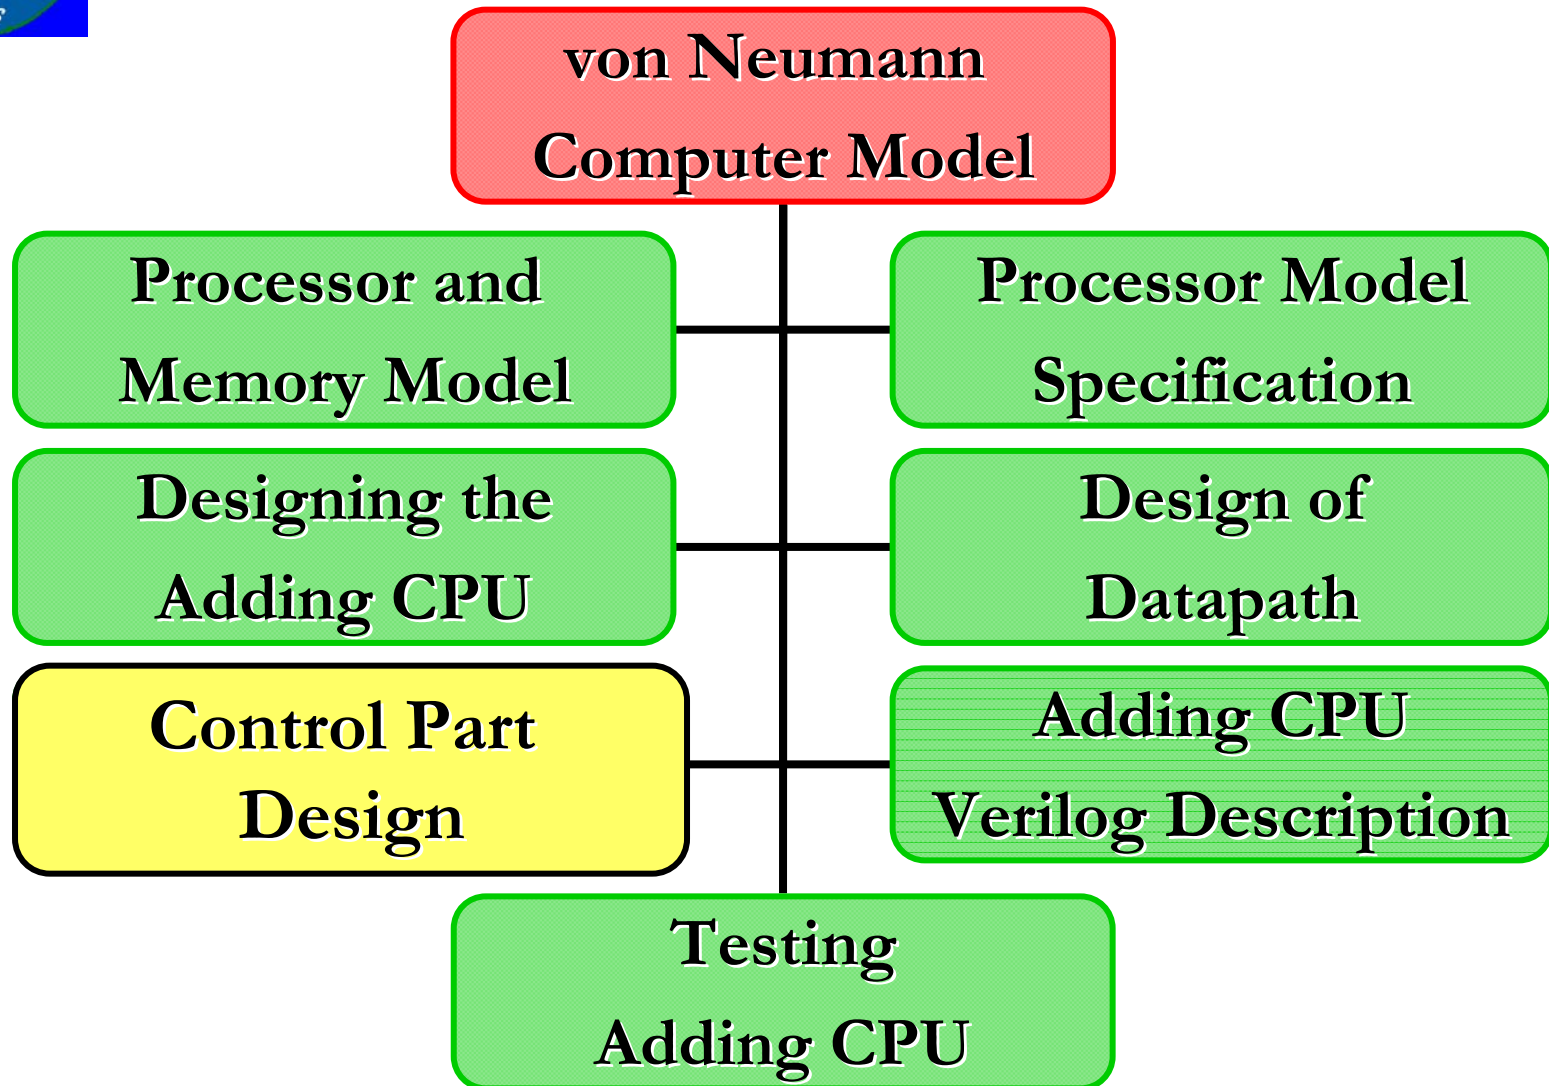 von Neumann
Computer Model
Processor and
Memory Model
Processor Model
Specification
Designing the
Adding CPU
Design of
Datapath
Control Part
Design
Adding CPU
Verilog Description
Testing
Adding CPU